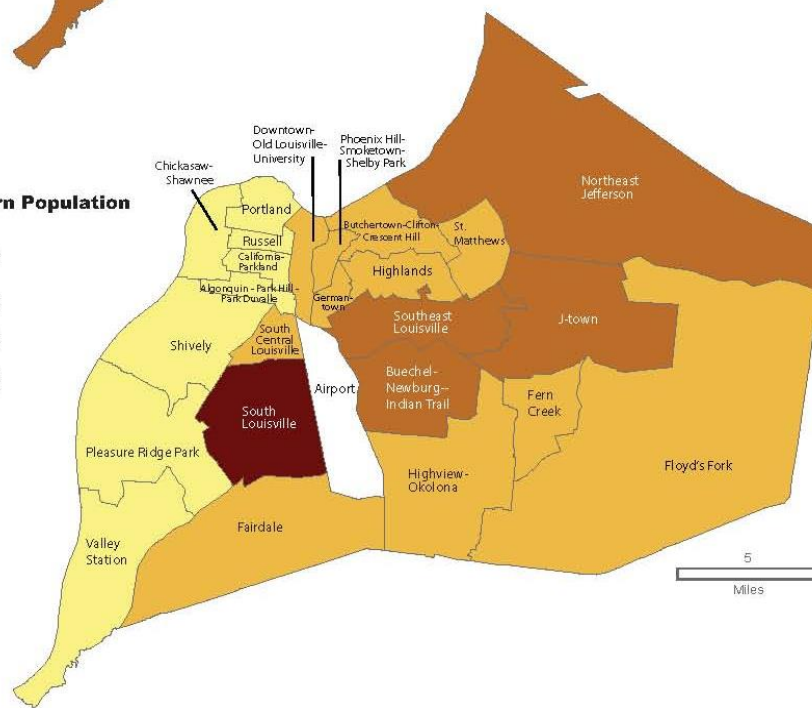 Downtown-
Old Louisville-
University
Phoenix Hill-
Smoketown-
Shelby Park
Chickasaw-
Shawnee
Northeast
Jefferson
Population
Portland
Butchertown-Clifton-
Crescent Hill
St.
Matthews
Russell
California-
Parkland
Highlands
Algonquin - Park Hill -
Park Duvalle
German-
town
Southeast
Louisville
J-town
South
Central
Louisville
Shively
Buechel-
Newburg--
Indian Trail
Airport
Fern
Creek
South
Louisville
Pleasure Ridge Park
Floyd's Fork
Highview-
Okolona
Fairdale
Valley
Station
5
Miles